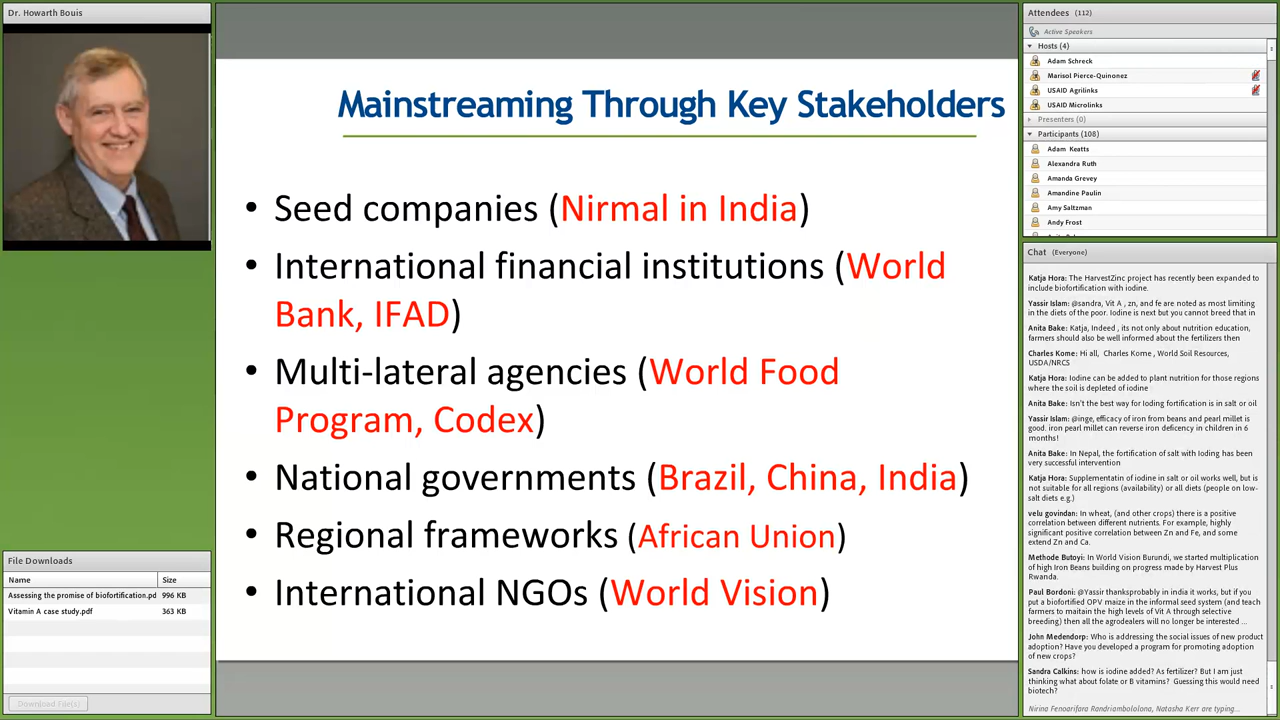 Dr. Howarth Bouis
Mainstreaming Through Key Stakeholders
• Seed companies (Nirmal in India)
• International financial institutions (World
Bank, IFAD)
• Multi-lateral agencies (World Food
Program, Codex)
• National governments (Brazil, China, India)
• Regional frameworks (African Union)
• International NGOs (World Vision)
File Downloads
Name Size
Assessing the promise of biofortification.pd 996 KB
Vitamin A case study.pdf 363 KB
Download File(s)
Attendees (112)
Active Speakers
Hosts (4)
Adam Schreck
Marisol Pierce-Quinonez
USAID Agrilinks
USAID Microlinks
Presenters (0)
Participants (108)
Adam Keatts
Alexandra Ruth
Amanda Grevey
Amandine Paulin
Amy Saltzman
Andy Frost
Chat (Everyone)
Katja Hora: The HarvestZinc project has recently been expanded to
include biofortification with iodine.
Yassir Islam: @sandra, Vit A , zn, and fe are noted as most limiting
in the diets of the poor. Iodine is next but you cannot breed that in
Anita Bake: Katja, Indeed , its not only about nutrition education,
farmers should also be well informed about the fertilizers then
Charles Kome: Hi all, Charles Kome , World Soil Resources,
USDA/NRCS
Katja Hora: Iodine can be added to plant nutrition for those regions
where the soil is depleted of iodine
Anita Bake: Isn't the best way for Ioding fortification is in salt or oil
Yassir Islam: @inge, efficacy of iron from beans and pearl millet is
good. iron pearl millet can reverse iron defiicency in children in 6
months!
Anita Bake: In Nepal, the fortification of salt with Ioding has been
very successful intervention
Katja Hora: Supplementatin of iodine in salt or oil works well, but is
not suitable for all regions (availability) or all diets (people on low-
salt diets e.g.)
velu govindan: In wheat, (and other crops) there is a positive
correlation between different nutrients. For example, highly
significant positive correlation between Zn and Fe, and some
extend Zn and Ca.
Methode Butoyi: In World Vision Burundi, we started multiplication
of high Iron Beans building on progress made by Harvest Plus
Rwanda.
Paul Bordoni: @Yassir thanksprobably in india it works, but if you
put a biofortified OPV maize in the informal seed system (and teach
farmers to maitain the high levels of Vit A through selective
breeding) then all the agrodealers will no longer be interested ...
John Medendorp: Who is addressing the social issues of new product
adoption? Have you developed a program for promoting adoption
of new crops?
Sandra Calkins: how is iodine added? As fertilizer? But I am just
thinking what about folate or B vitamins? Guessing this would need
biotech?
Nirina Fenoarifara Randriambololona, Natasha Kerr are typing...